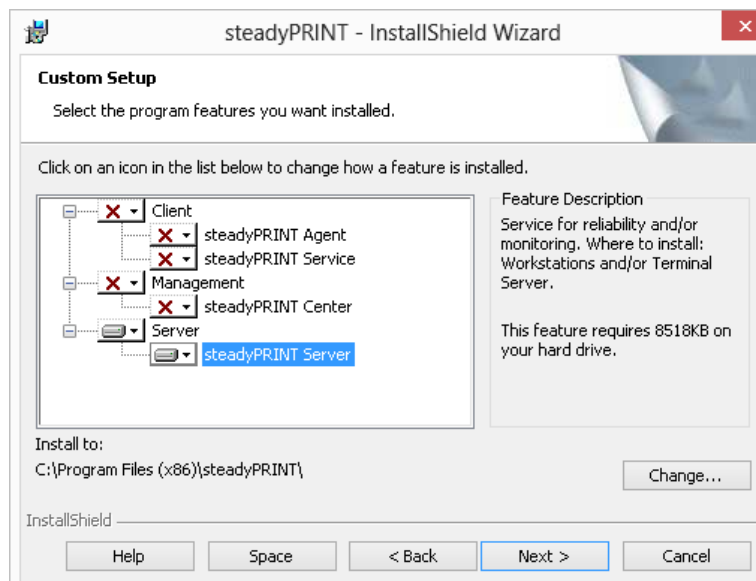 steadyPRINT - InstallShield Wizard
Custom Setup
Select the program features you want installed.
Click on an icon in the list below to change how a feature is installed.
Client
steadyPRINT Agent
steadyPRINT Service
Management
steadyPRINT Center
Server
steadyPRINT Server
Feature Description
Service for reliability and/or
monitoring. Where to install:
Workstations and/or Terminal
Server.
This feature requires 8518KB on
your hard drive.
Install to:
C:\Program Files (x86)\steadyPRINT\
Change...
InstallShield
Help
Space
< Back
Next >
Cancel